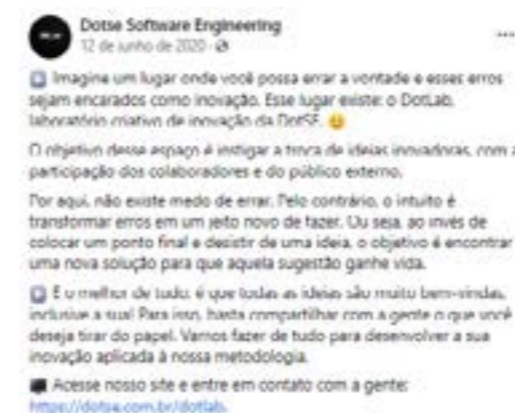 Dotse Software Engineering
12 de junho de 2020 ·
Imagine um lugar onde você possa errar a vontade e esses erros
sejam encarados como inovação. Esse lugar existe: o DotLab,
laboratório criativo de inovação da DotSE.
O objetivo desse espaço é instigar a troca de ideias inovadoras, com a
participação dos colaboradores e do público externo.
Por aqui, não existe medo de errar. Pelo contrário, o intuito é
transformar erros em um jeito novo de fazer. Ou seja, ao invés de
colocar um ponto final e desistir de uma ideia, o objetivo é encontrar
uma nova solução para que aquela sugestão ganhe vida.
E o melhor de tudo, é que todas as ideias são muito bem-vindas,
inclusive a sua! Para isso, basta compartilhar com a gente o que você
deseja tirar do papel. Vamos fazer de tudo para desenvolver a sua
inovação aplicada à nossa metodologia.
Acesse nosso site e entre em contato com a gente:
https://dotse.com.br/dotlab.